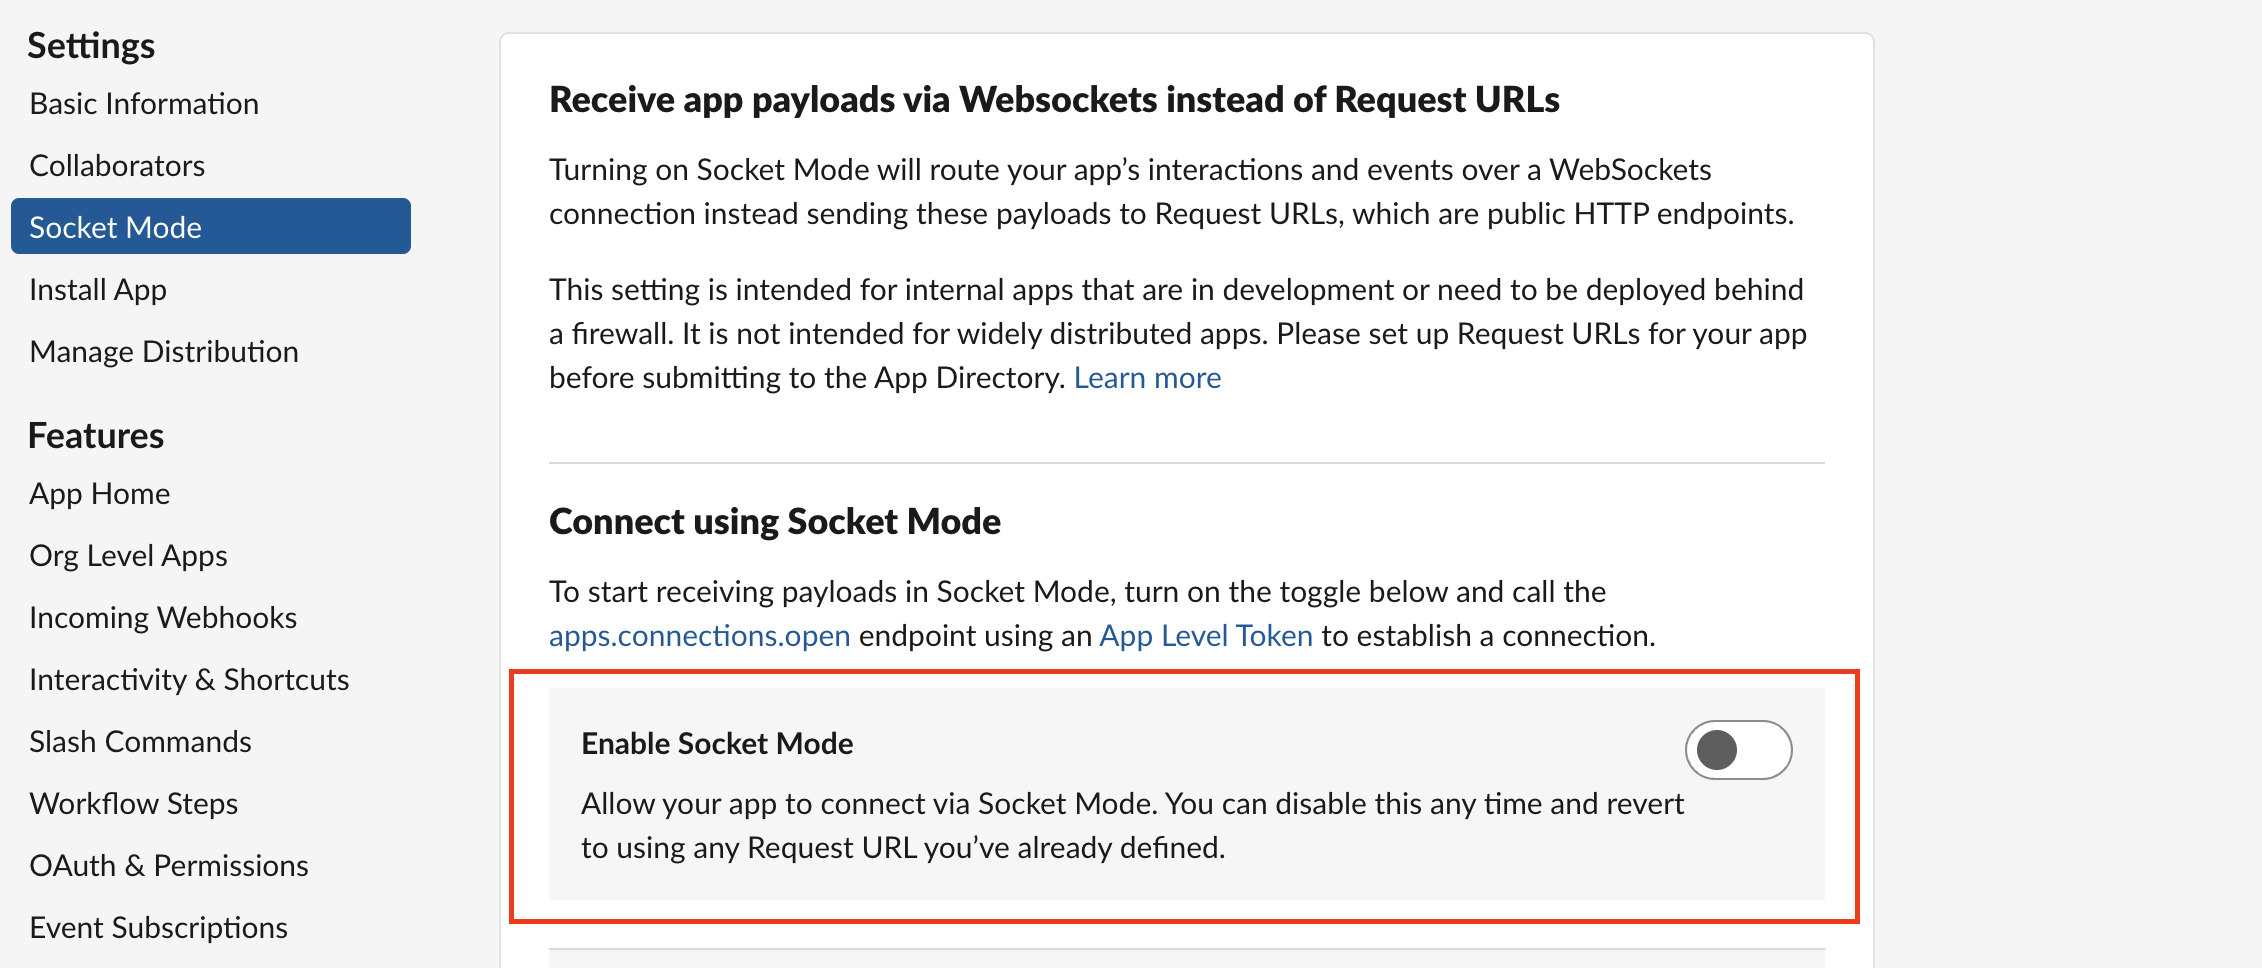 Settings
Basic Information
Collaborators
Socket Mode
Install App
Manage Distribution
Features
App Home
Org Level Apps
Incoming Webhooks
Interactivity & Shortcuts
Slash Commands
Workflow Steps
OAuth & Permissions
Event Subscriptions
Receive app payloads via Websockets instead of Request URLs
Turning on Socket Mode will route your app’s interactions and events over a WebSockets
connection instead sending these payloads to Request URLs, which are public HTTP endpoints.
This setting is intended for internal apps that are in development or need to be deployed behind
a firewall. It is not intended for widely distributed apps. Please set up Request URLs for your app
before submitting to the App Directory. Learn more
Connect using Socket Mode
To start receiving payloads in Socket Mode, turn on the toggle below and call the
apps.connections.open endpoint using an App Level Token to establish a connection.
Enable Socket Mode
Allow your app to connect via Socket Mode. You can disable this any time and revert
to using any Request URL you’ve already defined.